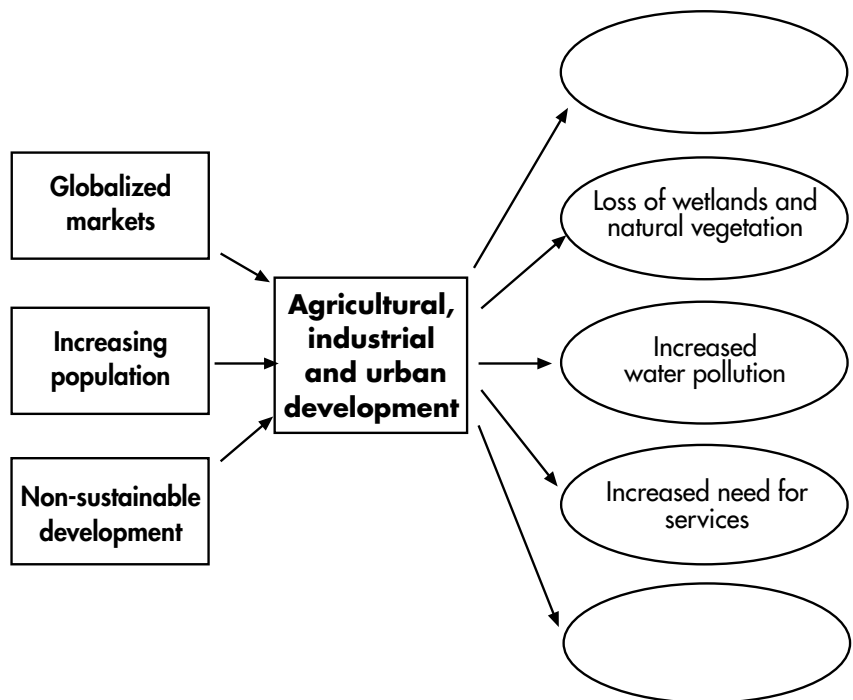 Globalized
markets
Increasing
population
Non-sustainable
development
Agricultural,
industrial
and urban
development
Loss of wetlands and
natural vegetation
Increased
water pollution
Increased need for
services